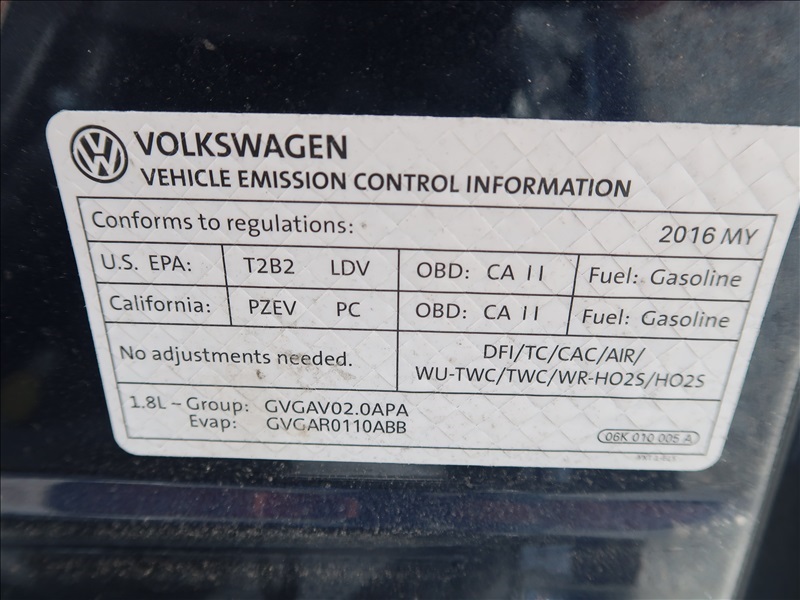 VOLKSWAGEN
VEHICLE EMISSION CONTROL INFORMATION
Conforms to regulations: 2016 MY
U.S. EPA: T2B2 LDV OBD: CA II Fuel: Gasoline
California: PZEV PC OBD: CA II Fuel: Gasoline
No adjustments needed.
DFI/TC/CAC/AIR/
WU-TWC/TWC/WR-HO2S/HO2S
1.8L – Group: GVGAV02.0APA
Evap: GVGAR0110ABB
06K 010 005 A